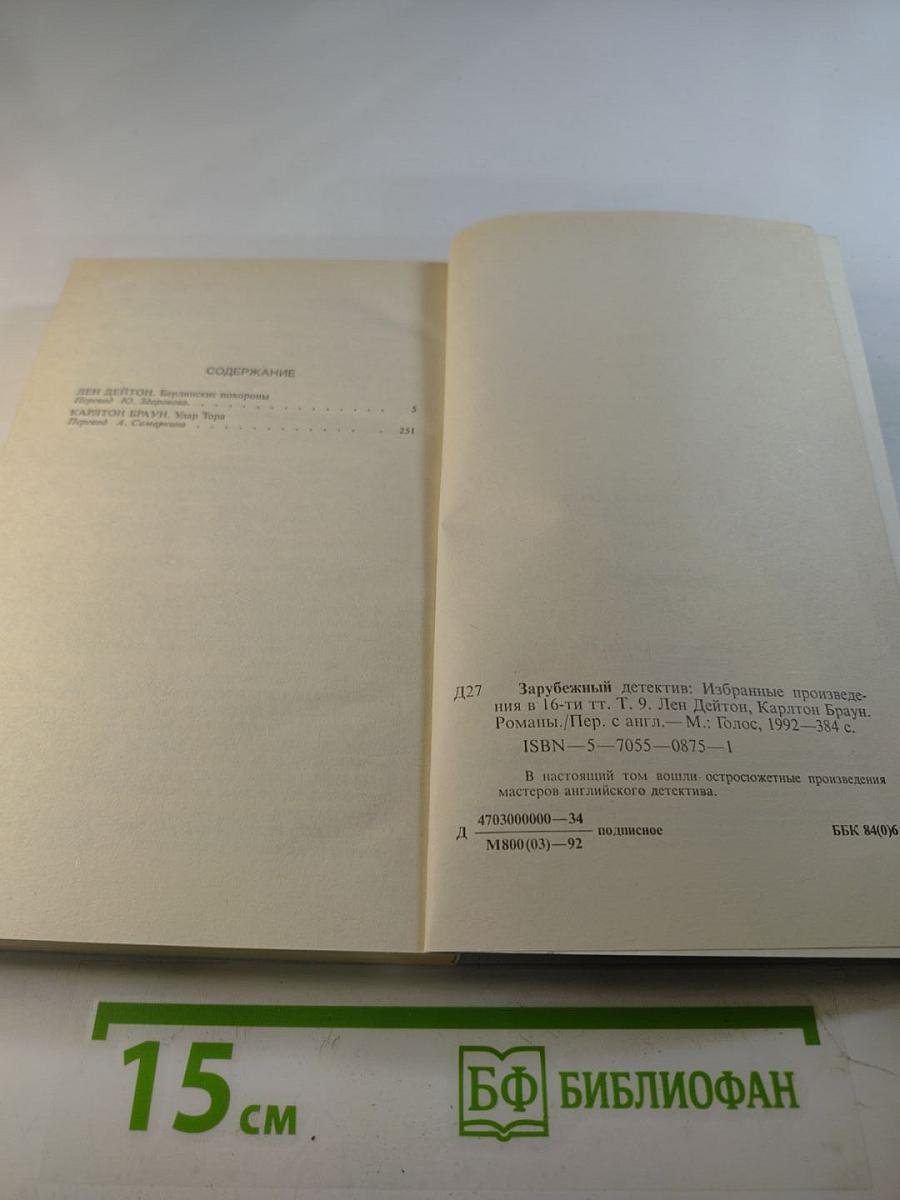 СОДЕРЖАНИЕ
ЛЕН ДЕЙТОН. Берлинские похороны
Перевод Ю. Здоровова. . . . . . . . . . . . . . . . 5
КАРЛТОН БРАУН. Удар Тора
Перевод А. Самаркина . . . . . . . . . . . . . . . 251
Д27 Зарубежный детектив: Избранные произведе-
ния в 16-ти тт. Т. 9. Лен Дейтон, Карлтон Браун.
Романы./Пер. с англ.— М.: Голос, 1992—384 с.
ISBN—5—7055—0875—1
В настоящий том вошли остросюжетные произведения
мастеров английского детектива.
Д 4703000000—34 подписное ББК 84(0)6
М800(03)—92
15 см
БФ БИБЛИОФАН